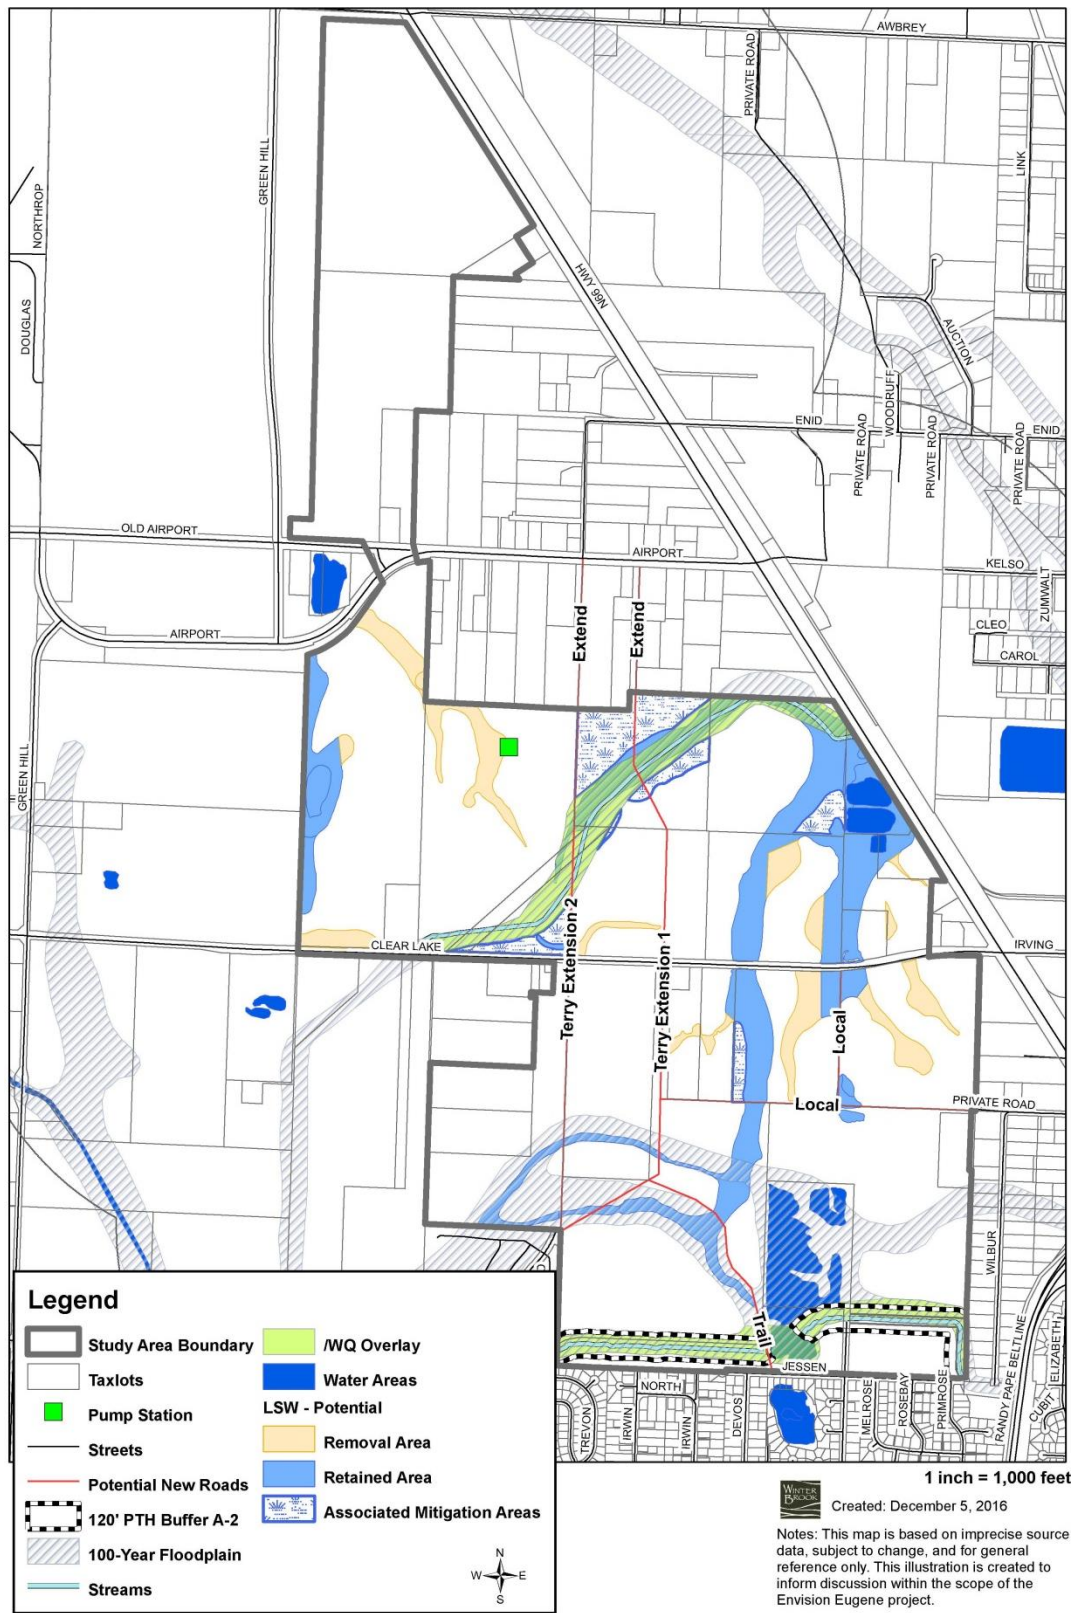 AWBREY
PRIVATE ROAD
LINK
GREEN HILL
NORTHROP
DOUGLAS
HWY 99N
AUCTION
WOODRUFF
ENID
ENID
PRIVATE ROAD
PRIVATE ROAD
PRIVATE ROAD
OLD AIRPORT
AIRPORT
KELSO
ZUMWALT
CLEO
CAROL
AIRPORT
Extend
Extend
GREEN HILL
CLEAR LAKE
IRVING
Terry Extension 2
Terry Extension 1
Local
Local
PRIVATE ROAD
WILBUR
RANDY PAPE BELTLINE
ELIZABETH
CUBIT
Trail
JESSEN
NORTH
TREVON
IRWIN
IRWIN
DEVOS
MELROSE
ROSEBAY
PRIMROSE
Legend
Study Area Boundary
Taxlots
Pump Station
Streets
Potential New Roads
120' PTH Buffer A-2
100-Year Floodplain
Streams
/WQ Overlay
Water Areas
LSW - Potential
Removal Area
Retained Area
Associated Mitigation Areas
N
W E
S
1 inch = 1,000 feet
WINTER
BROOK
Created: December 5, 2016
Notes: This map is based on imprecise source
data, subject to change, and for general
reference only. This illustration is created to
inform discussion within the scope of the
Envision Eugene project.